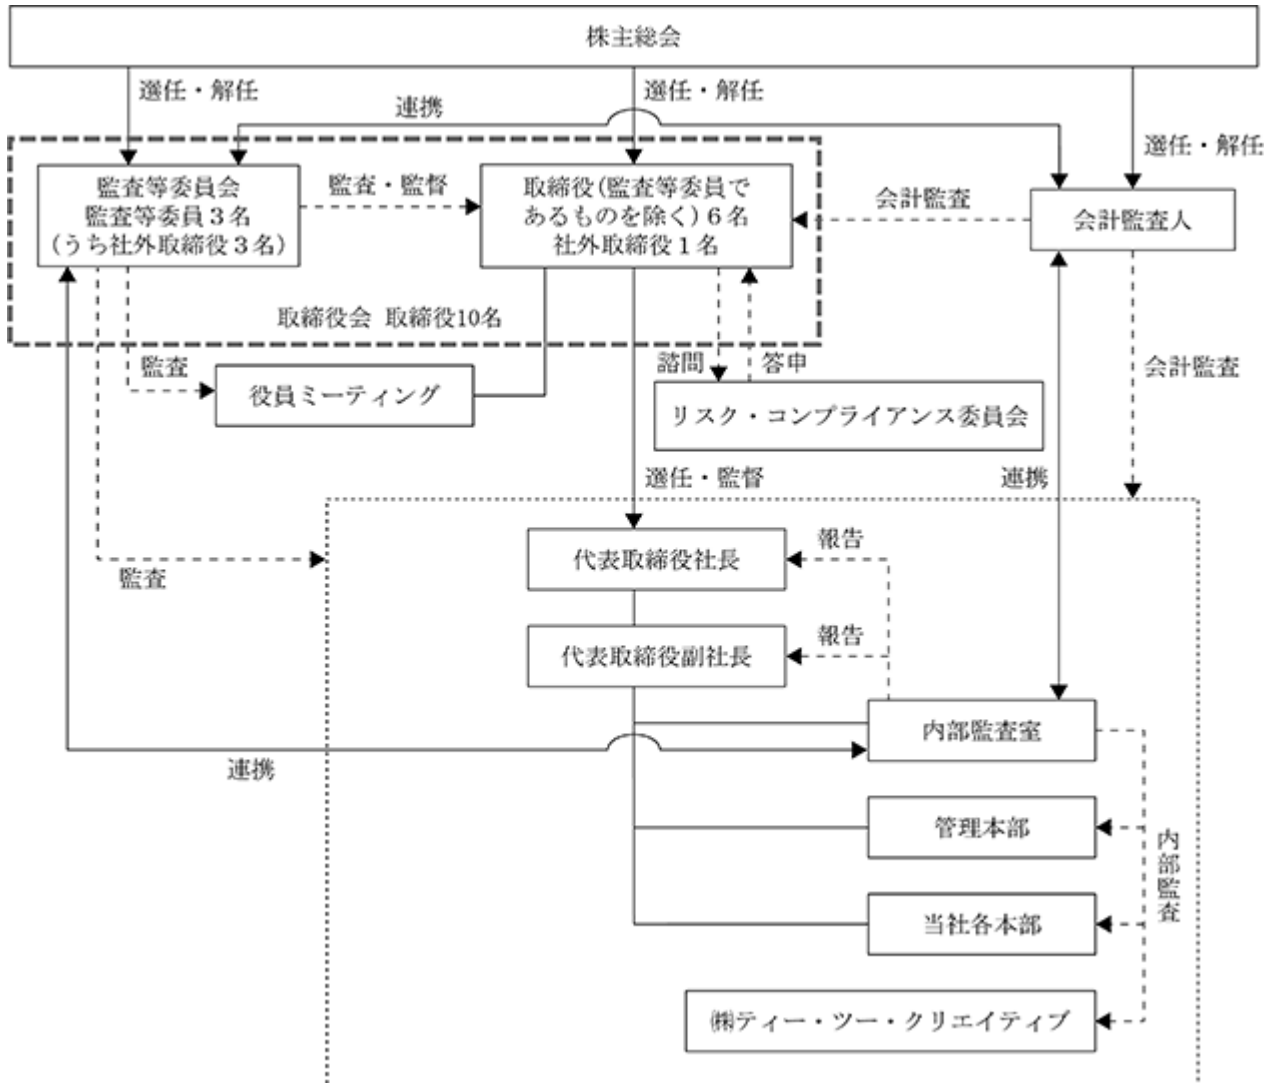 株主総会
選任・解任
選任・解任
連携
選任・解任
監査等委員会
監査等委員３名
(うち社外取締役３名)
監査・監督
取締役(監査等委員で
あるものを除く)６名
社外取締役１名
会計監査
会計監査人
取締役会 取締役10名
監査
役員ミーティング
諮問
答申
リスク・コンプライアンス委員会
会計監査
選任・監督
連携
代表取締役社長
報告
監査
代表取締役副社長
報告
内部監査室
連携
管理本部
内部監査
当社各本部
㈱ティー・ツー・クリエイティブ